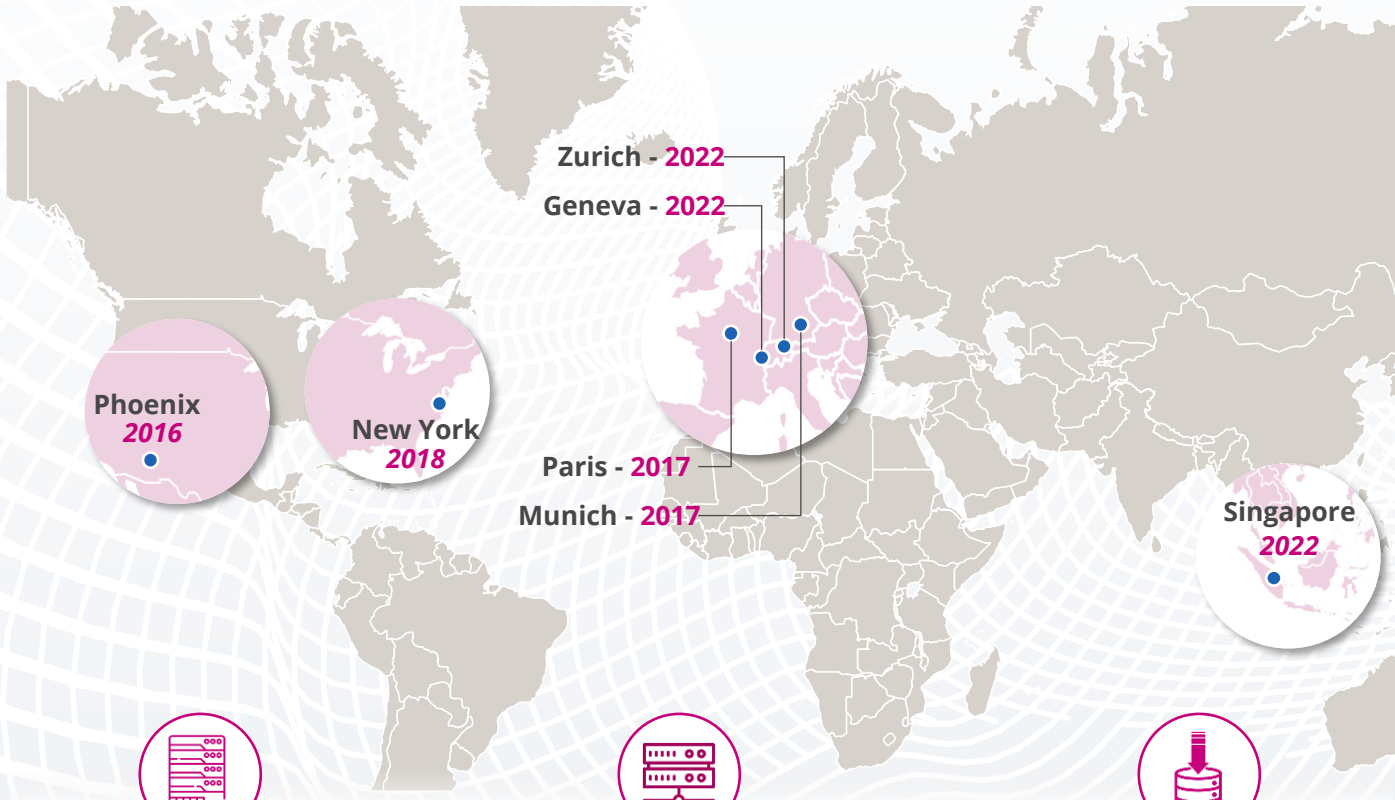 Zurich - 2022
Geneva - 2022
Phoenix
2016
New York
2018
Paris - 2017
Munich - 2017
Singapore
2022